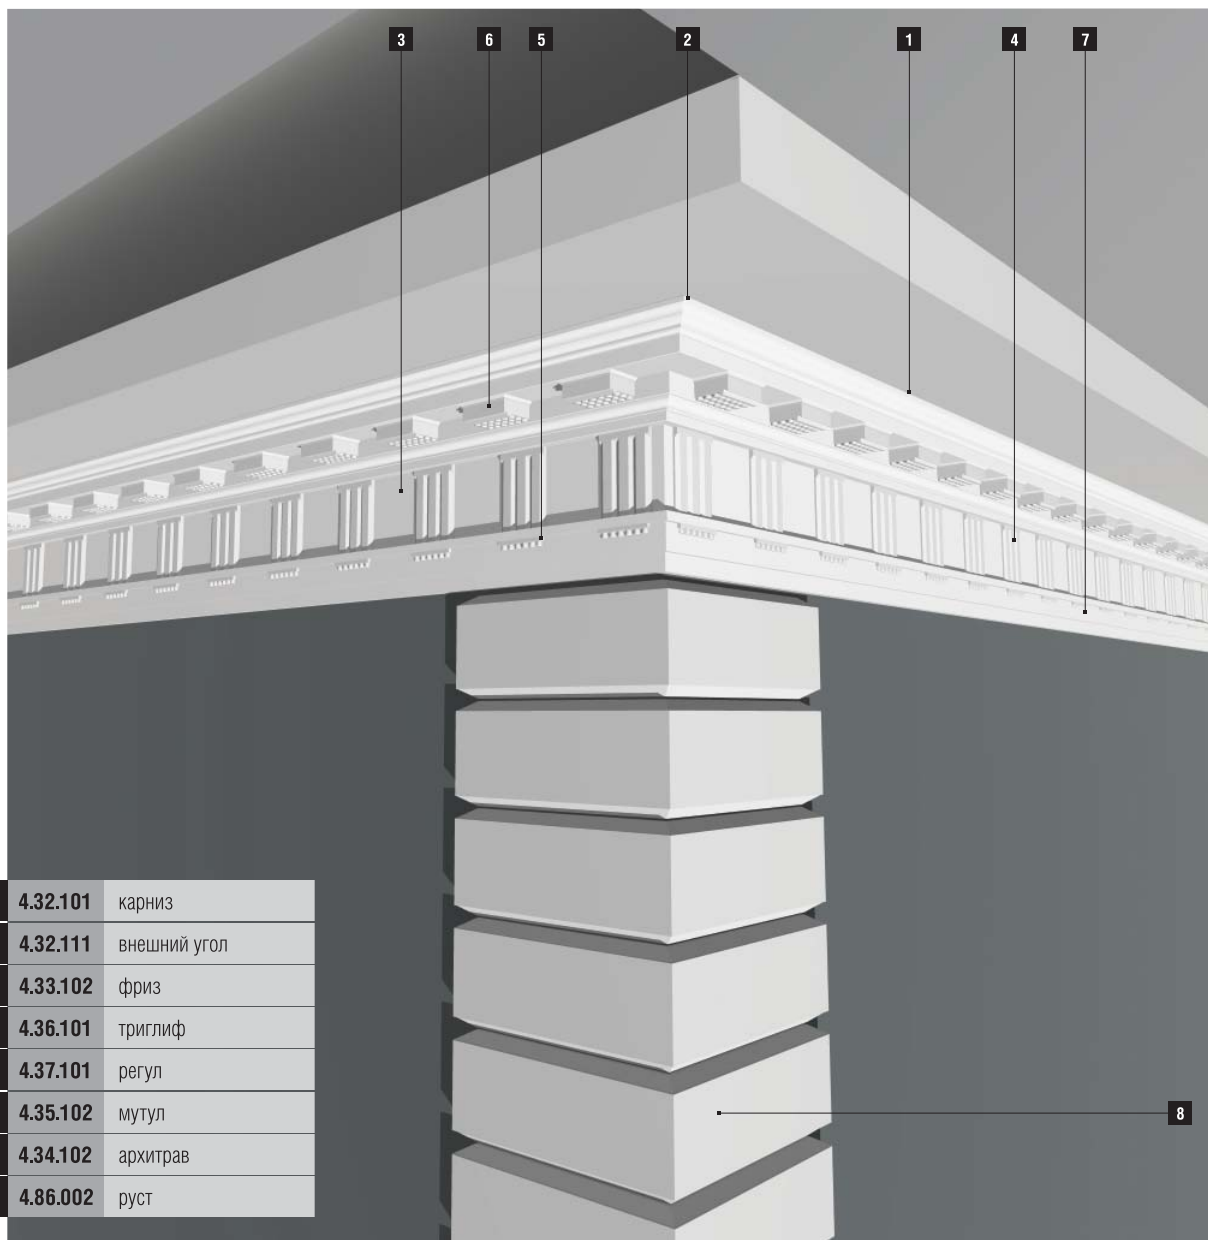 3 6 5 2 1 4 7
4.32.101 карниз
4.32.111 внешний угол
4.33.102 фриз
4.36.101 триглиф
4.37.101 регул
4.35.102 мутул
8
4.34.102 архитрав
4.86.002 руст